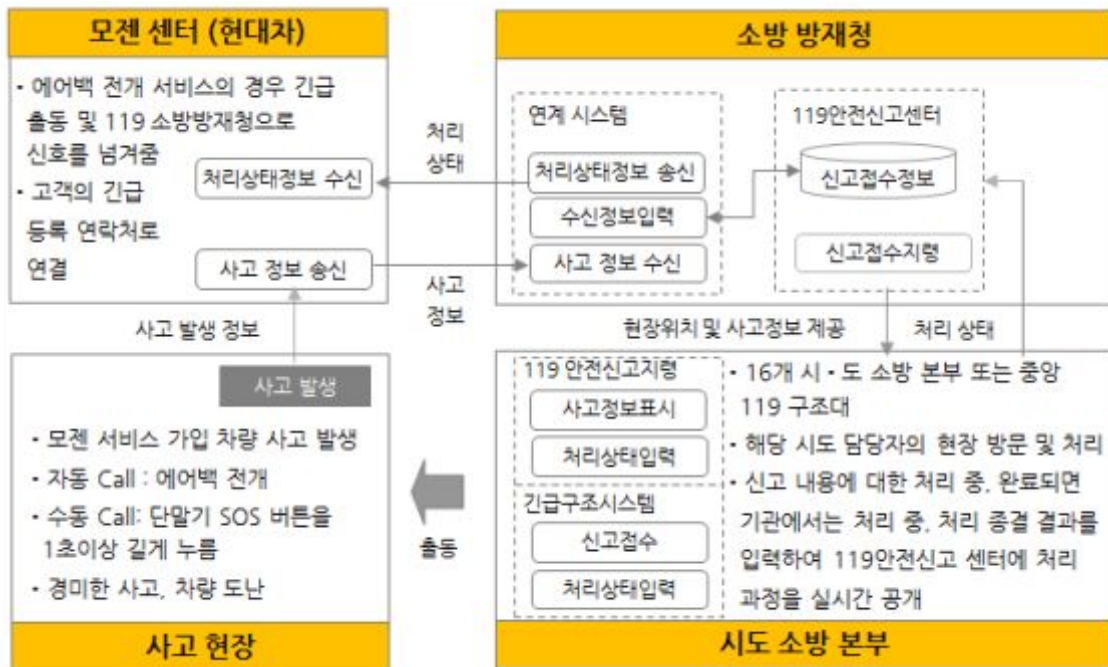 모젠 센터 (현대차)
• 에어백 전개 서비스의 경우 긴급
출동 및 119 소방방재청으로
신호를 넘겨줌
• 고객의 긴급
등록 연락처로
연결
처리상태정보 수신
사고 정보 송신
처리
상태
사고
정보
소방 방재청
연계 시스템
처리상태정보 송신
수신정보입력
사고 정보 수신
119안전신고센터
신고접수정보
신고접수지령
사고 발생 정보
현장위치 및 사고정보 제공
처리 상태
사고 발생
• 모젠 서비스 가입 차량 사고 발생
• 자동 Call : 에어백 전개
• 수동 Call: 단말기 SOS 버튼을
1초이상 길게 누름
• 경미한 사고, 차량 도난
사고 현장
출동
119 안전신고지령
사고정보표시
처리상태입력
긴급구조시스템
신고접수
처리상태입력
• 16개 시 • 도 소방 본부 또는 중앙
119 구조대
• 해당 시도 담당자의 현장 방문 및 처리
• 신고 내용에 대한 처리 중, 완료되면
기관에서는 처리 중, 처리 종결 결과를
입력하여 119안전신고 센터에 처리
과정을 실시간 공개
시도 소방 본부